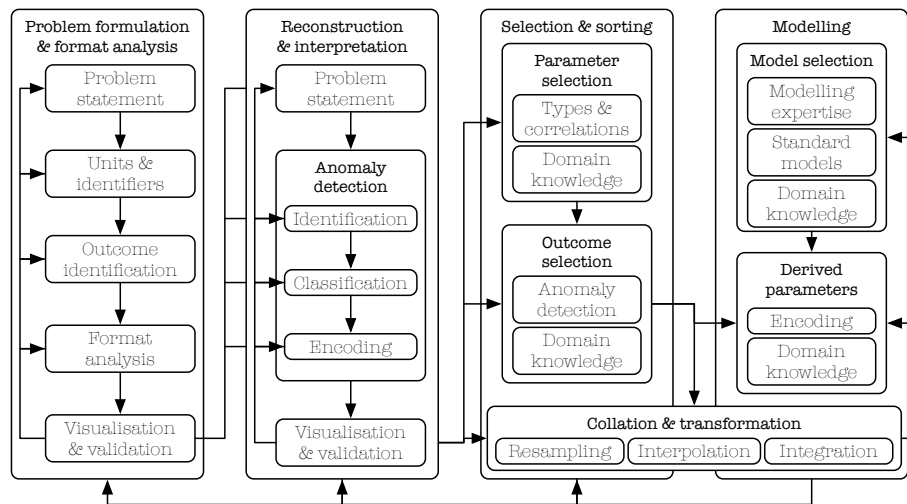 Problem formulation
& format analysis
Problem
statement
Units &
identifiers
Outcome
identification
Format
analysis
Visualisation
& validation
Reconstruction
& interpretation
Problem
statement
Anomaly
detection
Identification
Classification
Encoding
Visualisation
& validation
Selection & sorting
Parameter
selection
Types &
correlations
Domain
knowledge
Outcome
selection
Anomaly
detection
Domain
knowledge
Modelling
Model selection
Modelling
expertise
Standard
models
Domain
knowledge
Derived
parameters
Encoding
Domain
knowledge
Collation & transformation
Resampling
Interpolation
Integration